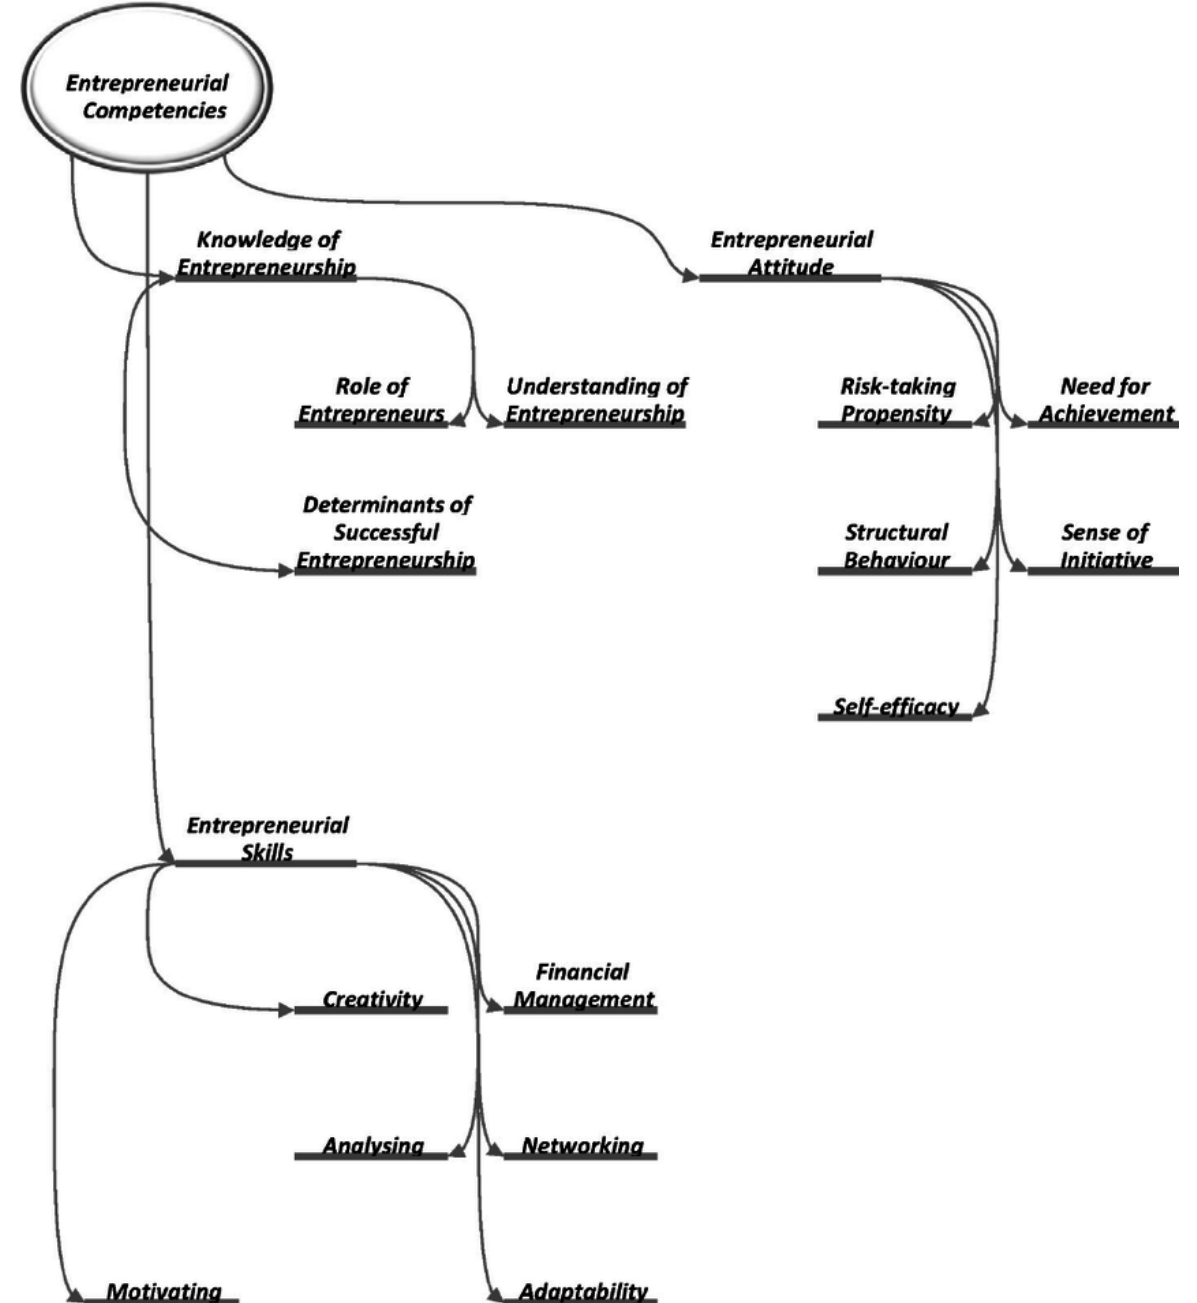 Entrepreneurial
Competencies
Knowledge of
Entrepreneurship
Entrepreneurial
Attitude
Role of
Entrepreneurs
Understanding of
Entrepreneurship
Risk-taking
Propensity
Need for
Achievement
Determinants of
Successful
Entrepreneurship
Structural
Behaviour
Sense of
Initiative
Self-efficacy
Entrepreneurial
Skills
Creativity
Financial
Management
Analysing
Networking
Motivating
Adaptability